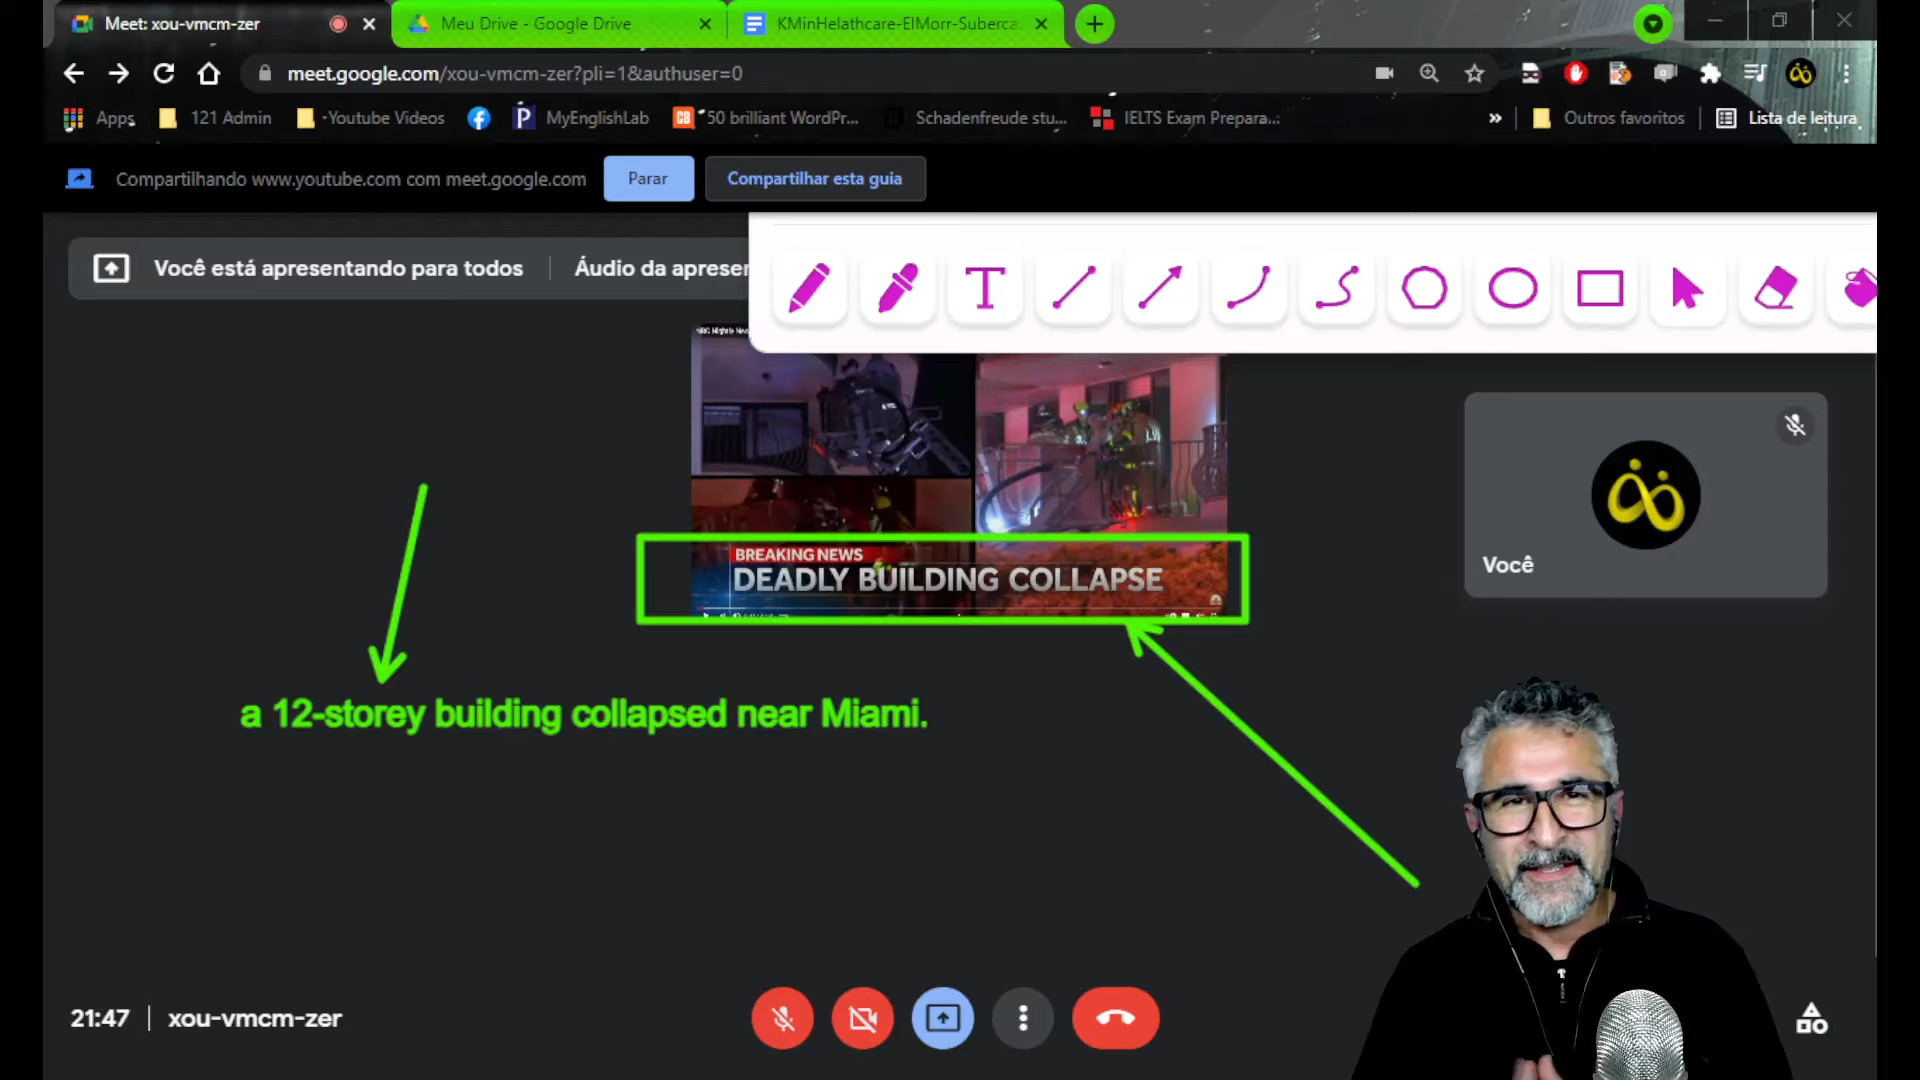 Meet: xou-vmcm-zer
Meu Drive - Google Drive
KMinHelathcare-ElMorr-Suberca
meet.google.com/xou-vmcm-zer?pli=1&authuser=0
Apps
121 Admin
Youtube Videos
MyEnglishLab
50 brilliant WordPr...
Schadenfreude stu...
IELTS Exam Prepara...
Outros favoritos
Lista de leitura
Compartilhando www.youtube.com com meet.google.com
Parar
Compartilhar esta guia
Você está apresentando para todos
Áudio da apresen
T
BREAKING NEWS
DEADLY BUILDING COLLAPSE
Você
a 12-storey building collapsed near Miami.
21:47
xou-vmcm-zer